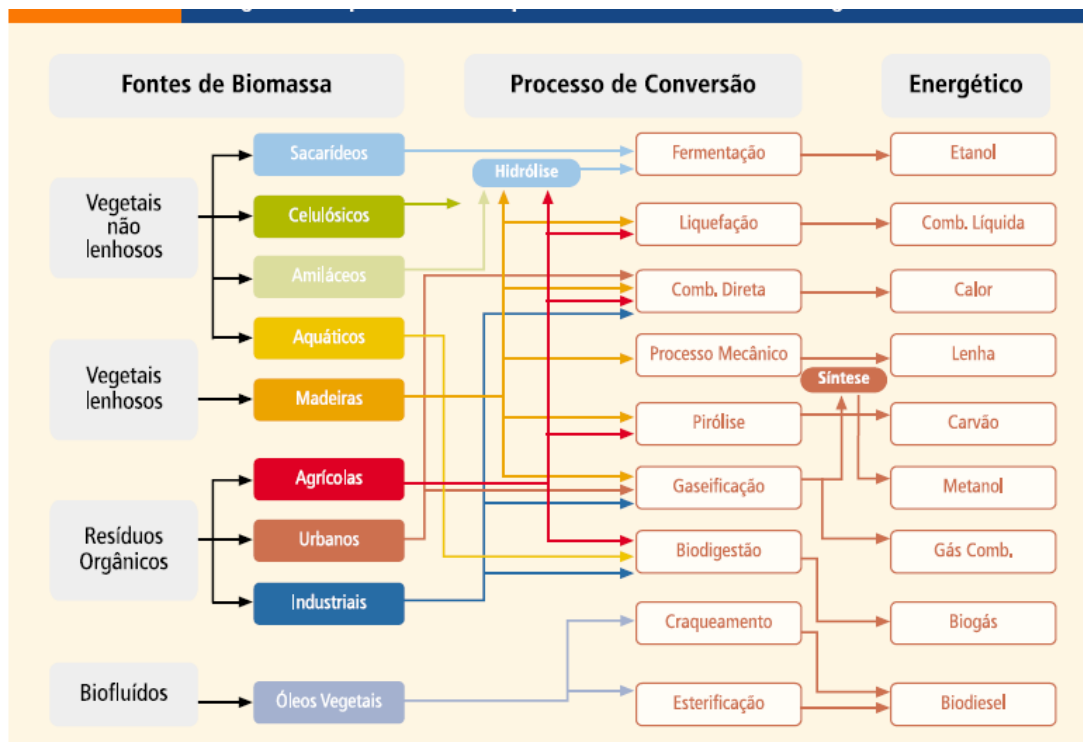 Fontes de Biomassa
Processo de Conversão
Energético
Vegetais
não
lenhosos
Vegetais
lenhosos
Resíduos
Orgânicos
Biofluídos
Sacarídeos
Celulósicos
Amiláceos
Aquáticos
Madeiras
Agrícolas
Urbanos
Industriais
Óleos Vegetais
Hidrólise
Fermentação
Liquefação
Comb. Direta
Processo Mecânico
Pirólise
Gaseificação
Biodigestão
Craqueamento
Esterificação
Síntese
Etanol
Comb. Líquida
Calor
Lenha
Carvão
Metanol
Gás Comb.
Biogás
Biodiesel